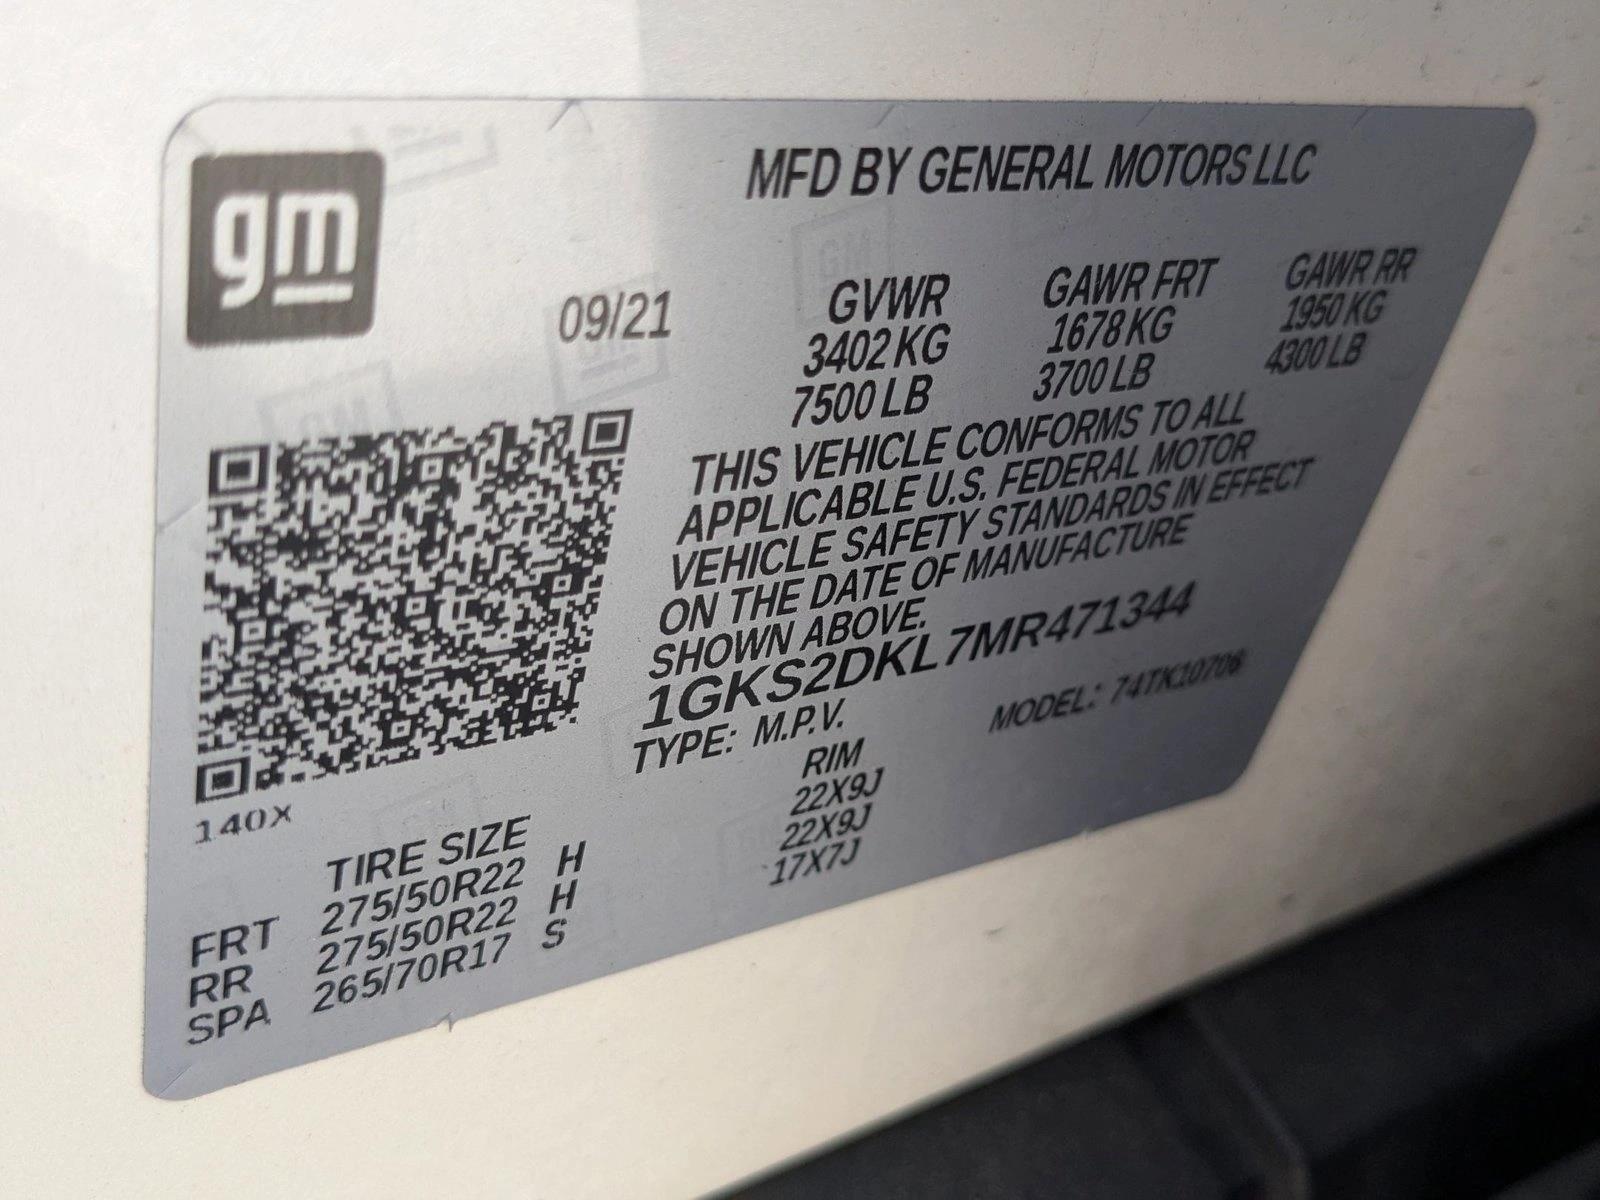 gm
MFD BY GENERAL MOTORS LLC
09/21
GVWR GAWR FRT GAWR RR
3402 KG 1678 KG 1950 KG
7500 LB 3700 LB 4300 LB
THIS VEHICLE CONFORMS TO ALL
APPLICABLE U.S. FEDERAL MOTOR
VEHICLE SAFETY STANDARDS IN EFFECT
ON THE DATE OF MANUFACTURE
SHOWN ABOVE.
1GKS2DKL7MR471344
TYPE: M.P.V. MODEL: 74TK10706
140X
TIRE SIZE RIM
FRT 275/50R22 H 22X9J
RR 275/50R22 H 22X9J
SPA 265/70R17 S 17X7J